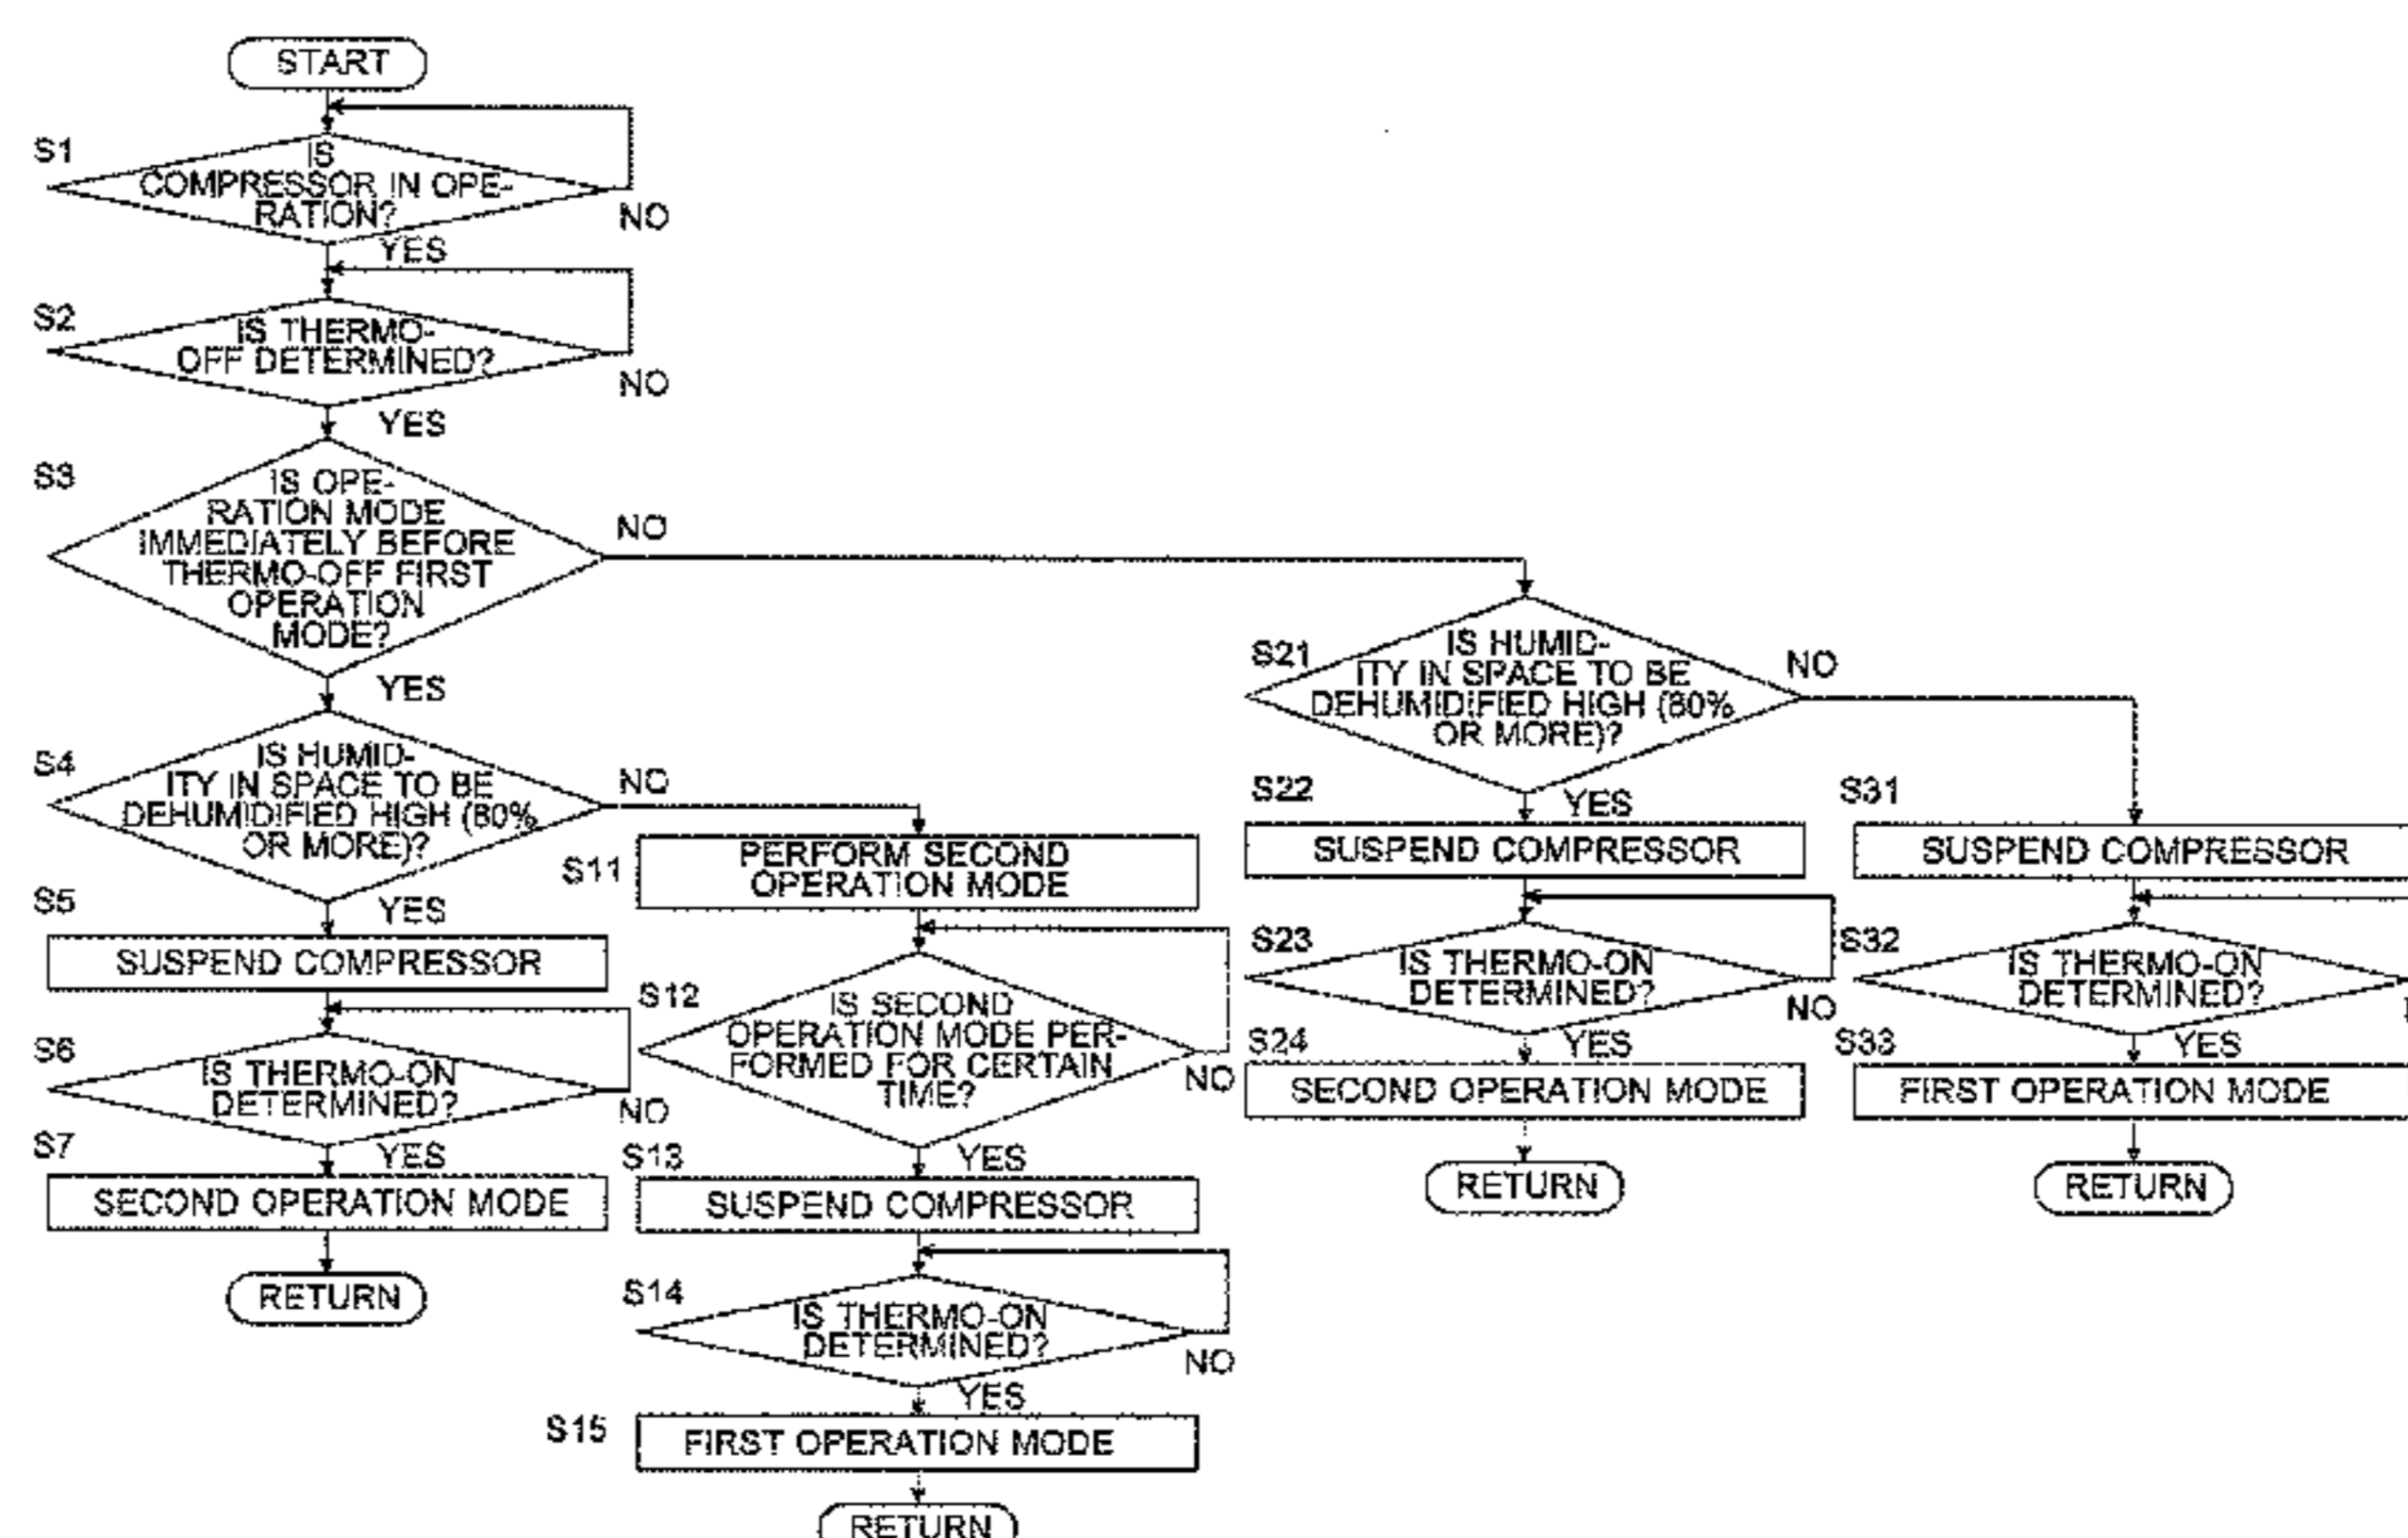 START
S1
IS
COMPRESSOR IN OPE-
RATION?
NO
YES
S2
IS THERMO-
OFF DETERMINED?
NO
YES
S3
IS OPE-
RATION MODE
IMMEDIATELY BEFORE
THERMO-OFF FIRST
OPERATION
MODE?
NO
YES
S4
IS HUMID-
ITY IN SPACE TO BE
DEHUMIDIFIED HIGH (80%
OR MORE)?
NO
YES
S5
SUSPEND COMPRESSOR
S6
IS THERMO-ON
DETERMINED?
NO
YES
S7
SECOND OPERATION MODE
RETURN
S11
PERFORM SECOND
OPERATION MODE
S12
IS SECOND
OPERATION MODE PER-
FORMED FOR CERTAIN
TIME?
NO
YES
S13
SUSPEND COMPRESSOR
S14
IS THERMO-ON
DETERMINED?
NO
YES
S15
FIRST OPERATION MODE
RETURN
S21
IS HUMID-
ITY IN SPACE TO BE
DEHUMIDIFIED HIGH (80%
OR MORE)?
NO
YES
S22
SUSPEND COMPRESSOR
S23
IS THERMO-ON
DETERMINED?
NO
YES
S24
SECOND OPERATION MODE
RETURN
S31
SUSPEND COMPRESSOR
S32
IS THERMO-ON
DETERMINED?
YES
S33
FIRST OPERATION MODE
RETURN